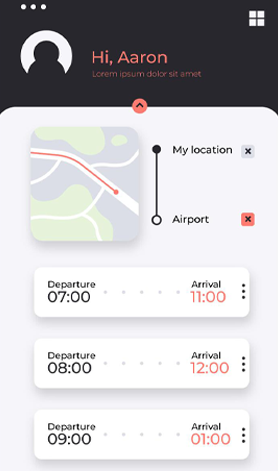 Hi, Aaron
Lorem ipsum dolor sit amet
My location
Airport
Departure
07:00
Arrival
11:00
Departure
08:00
Arrival
12:00
Departure
09:00
Arrival
01:00